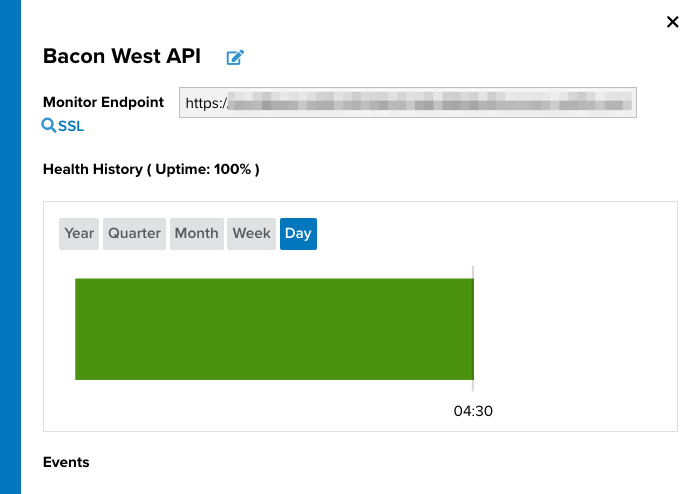 Bacon West API
Monitor Endpoint https:/
SSL
Health History ( Uptime: 100% )
Year Quarter Month Week Day
04:30
Events